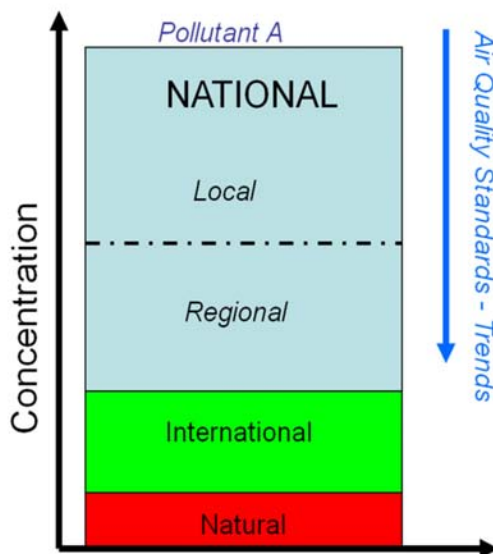 Pollutant A
NATIONAL
Local
Regional
International
Natural
Concentration
Air Quality Standards - Trends